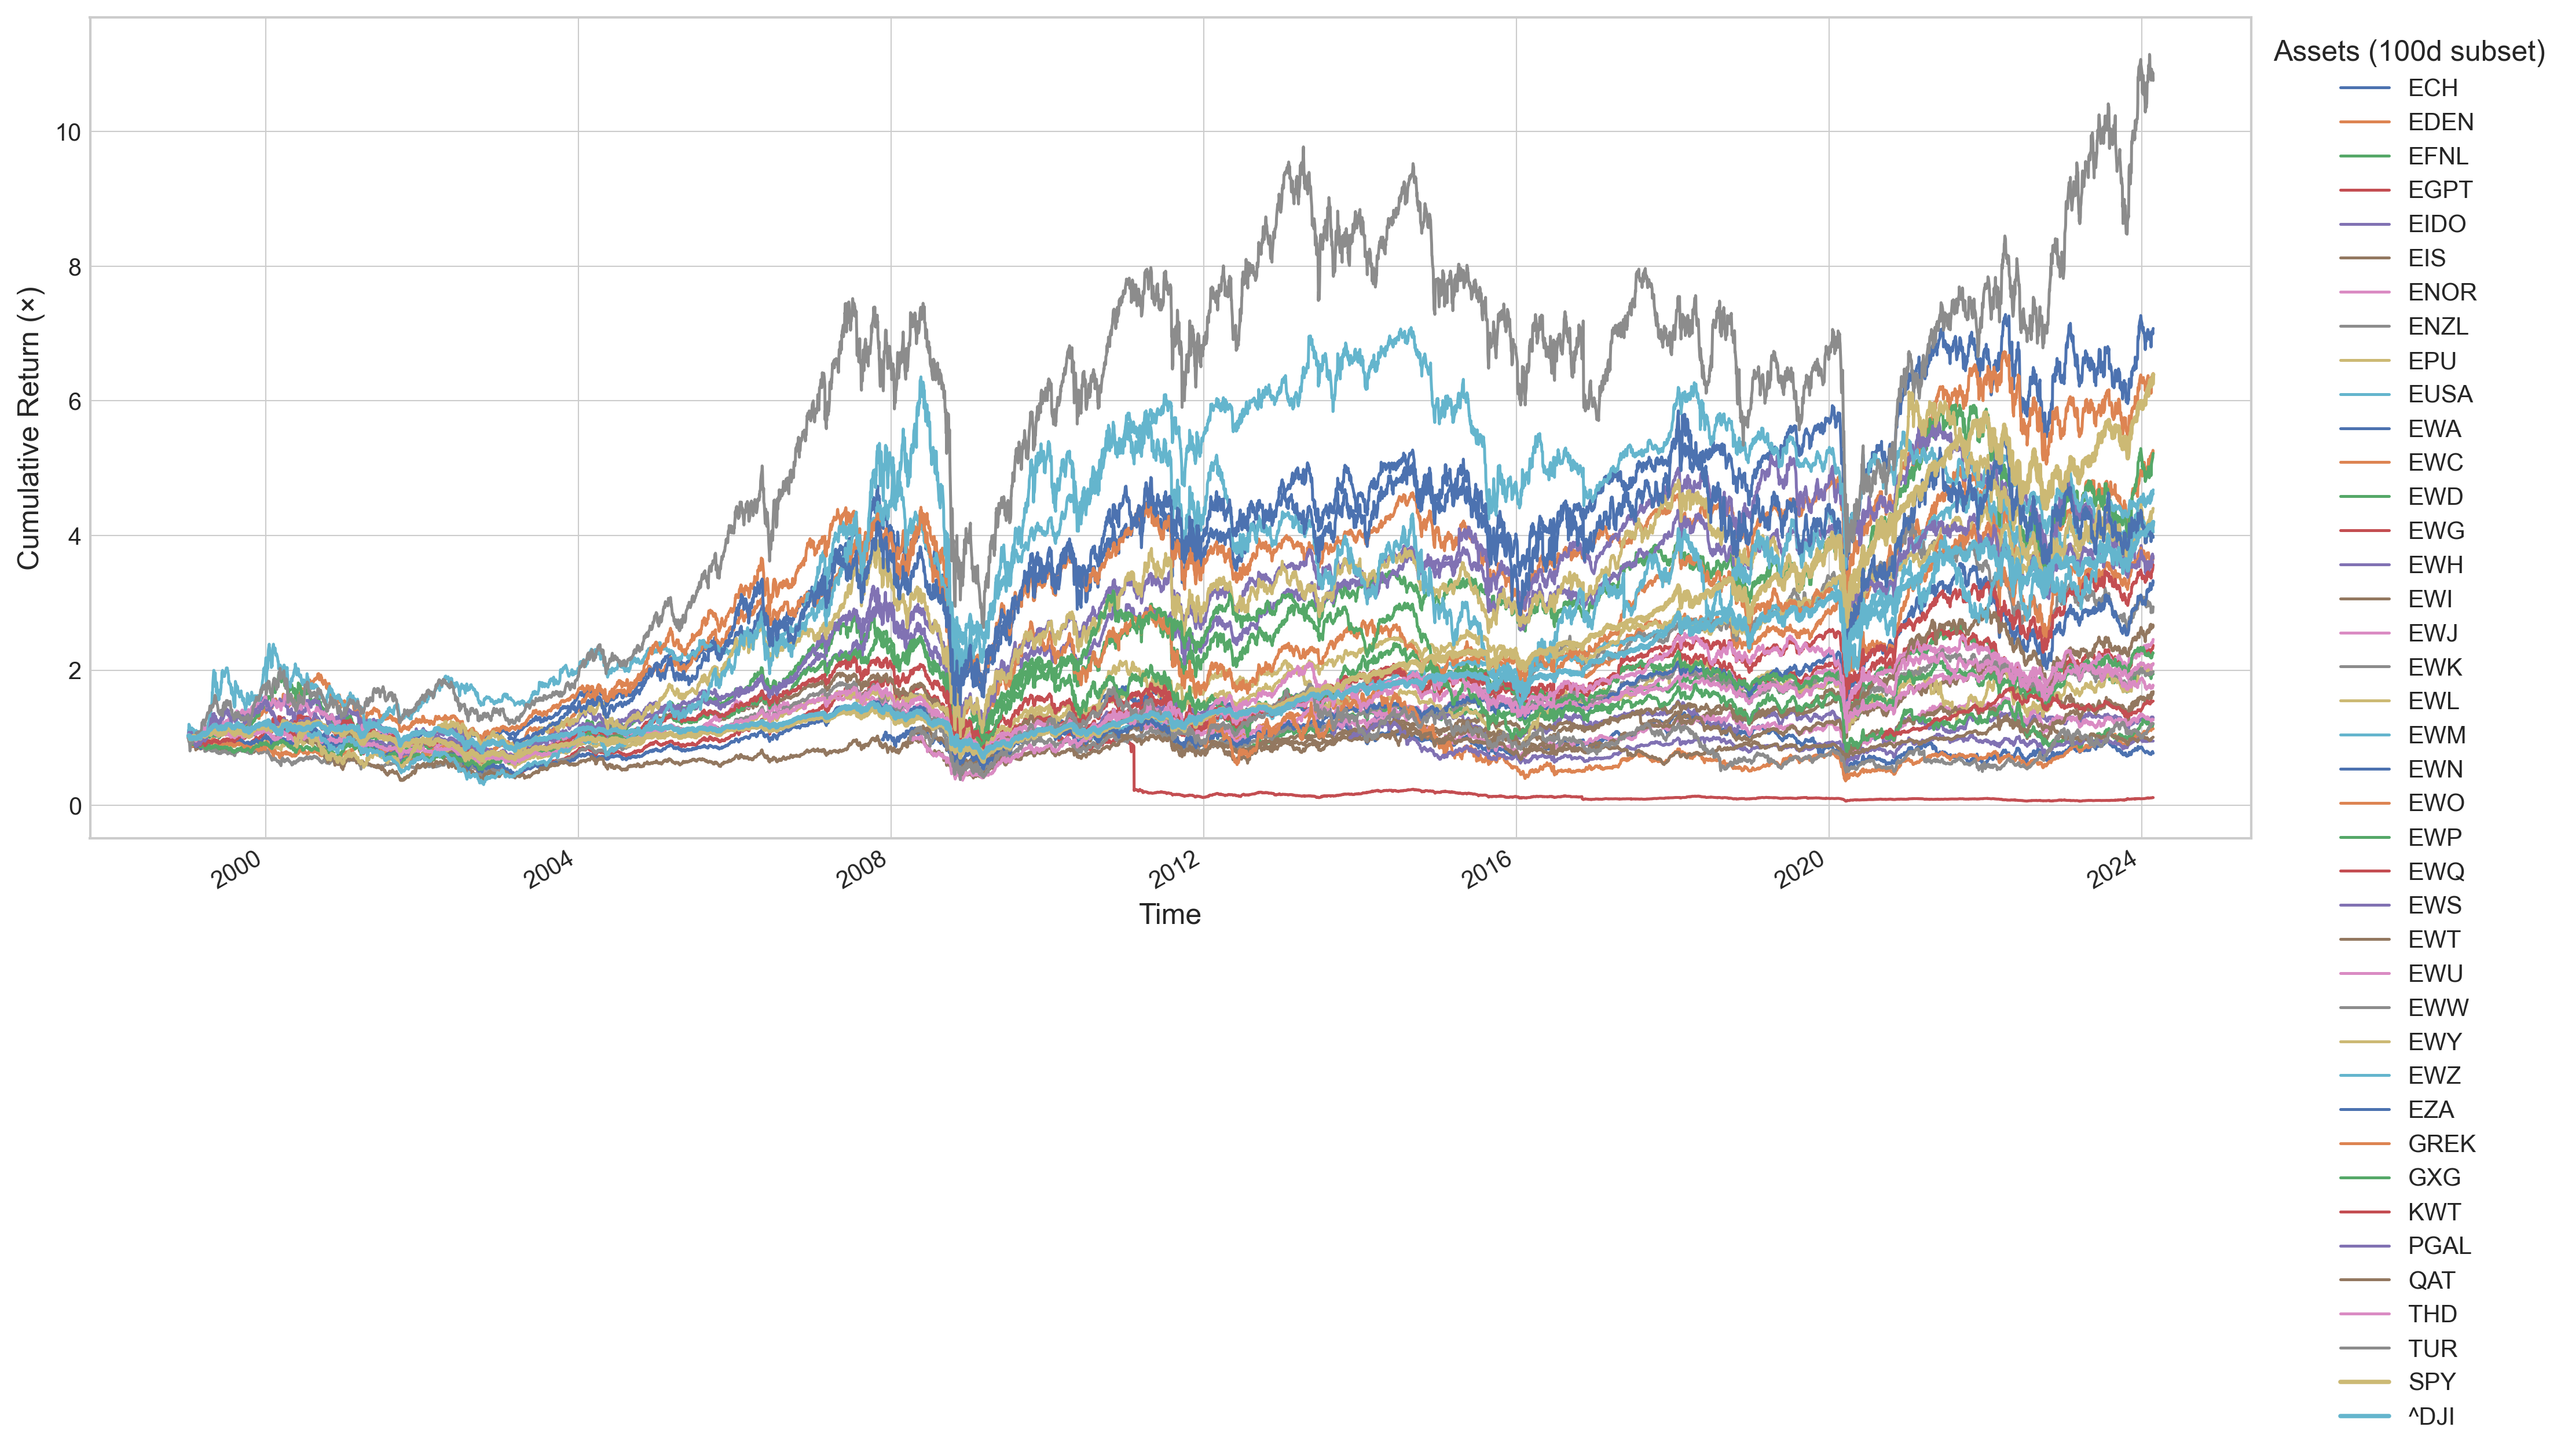 Cumulative Return (×)
10
8
6
4
2
0
2000
2004
2008
2012
2016
2020
2024
Time
Assets (100d subset)
ECH
EDEN
EFNL
EGPT
EIDO
EIS
ENOR
ENZL
EPU
EUSA
EWA
EWC
EWD
EWG
EWH
EWI
EWJ
EWK
EWL
EWM
EWN
EWO
EWP
EWQ
EWS
EWT
EWU
EWW
EWY
EWZ
EZA
GREK
GXG
KWT
PGAL
QAT
THD
TUR
SPY
^DJI